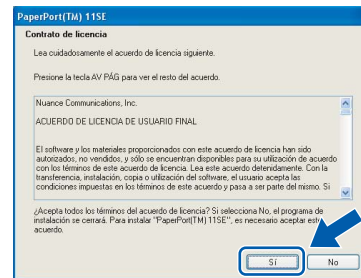 PaperPort(TM) 11SE
Contrato de licencia
Lea cuidadosamente el acuerdo de licencia siguiente.
Presione la tecla AV PÁG para ver el resto del acuerdo.
Nuance Communications, Inc.
ACUERDO DE LICENCIA DE USUARIO FINAL
El software y los materiales proporcionados con este acuerdo de licencia han sido
autorizados, no vendidos, y sólo se encuentran disponibles para su utilización de acuerdo
con los términos de este acuerdo de licencia. Lea este acuerdo detenidamente. Con la
transferencia, instalación, copia o utilización del software, el usuario acepta las
condiciones impuestas en los términos de este acuerdo y pasa a ser parte del mismo. Si
¿Acepta todos los términos del acuerdo de licencia? Si selecciona No, el programa de
instalación se cerrará. Para instalar "PaperPort(TM) 11SE", es necesario aceptar este
acuerdo.
Sí
No